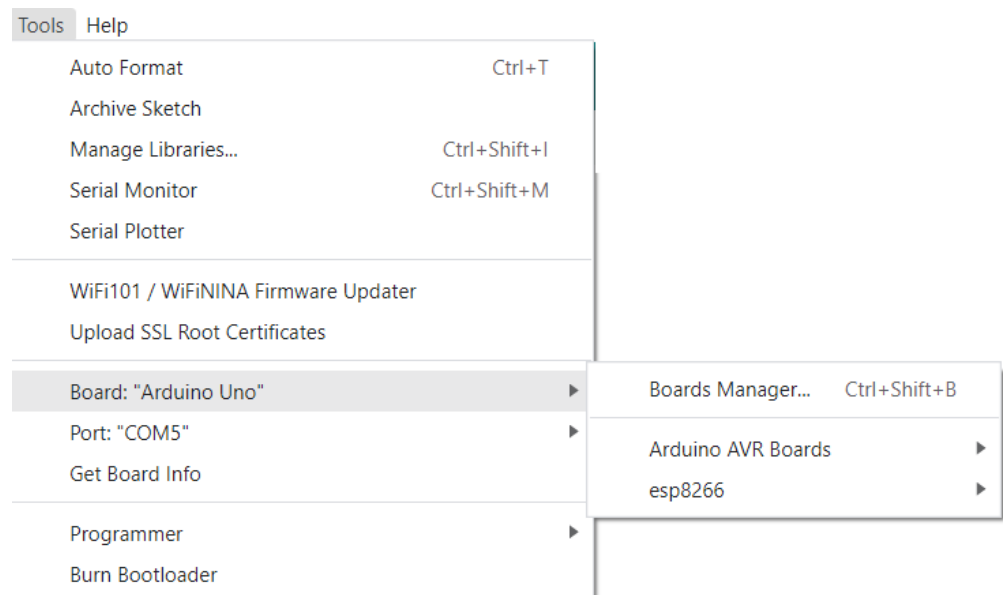 Tools Help
Auto Format Ctrl+T
Archive Sketch
Manage Libraries... Ctrl+Shift+I
Serial Monitor Ctrl+Shift+M
Serial Plotter
WiFi101 / WiFiNINA Firmware Updater
Upload SSL Root Certificates
Board: "Arduino Uno"
Port: "COM5"
Get Board Info
Programmer
Burn Bootloader
Boards Manager... Ctrl+Shift+B
Arduino AVR Boards
esp8266